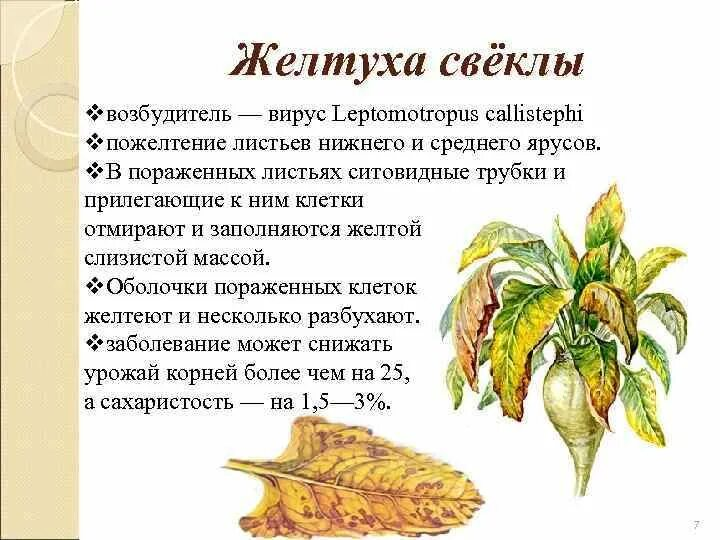 Желтуха свёклы
❖возбудитель — вирус Leptomotropus callistephi
❖пожелтение листьев нижнего и среднего ярусов.
❖В пораженных листьях ситовидные трубки и
прилегающие к ним клетки
отмирают и заполняются желтой
слизистой массой.
❖Оболочки пораженных клеток
желтеют и несколько разбухают.
❖заболевание может снижать
урожай корней более чем на 25,
а сахаристость — на 1,5—3%.
7